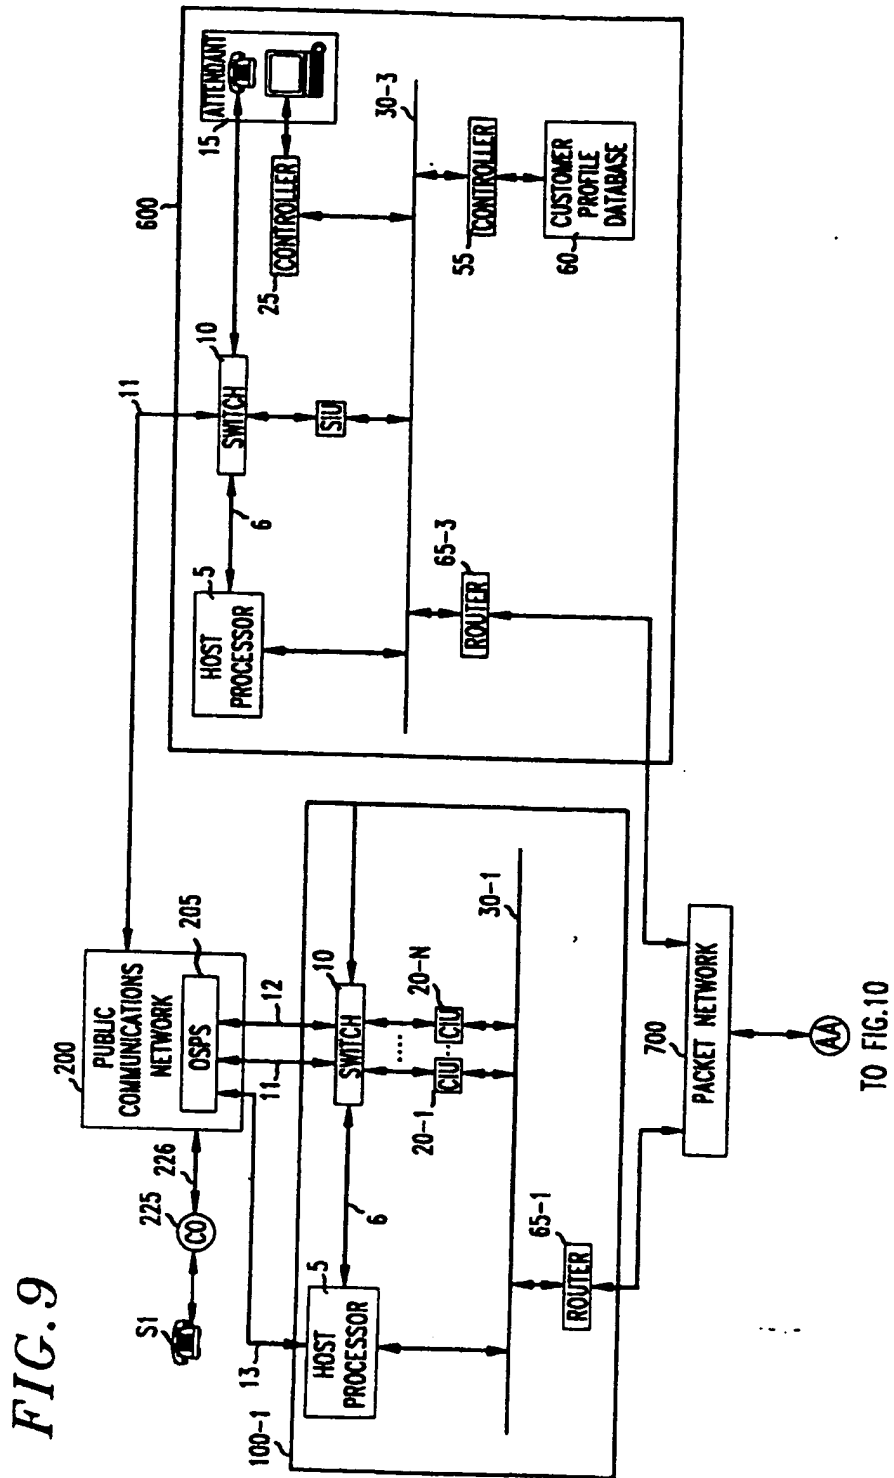 FIG.9
S1
225
CO
226
200
PUBLIC
COMMUNICATIONS
NETWORK
205
OSPS
11
13
11
12
100-1
5
HOST
PROCESSOR
6
10
SWITCH
....
20-1
CIU
..
20-N
CIU
30-1
65-1
ROUTER
600
5
HOST
PROCESSOR
6
10
SWITCH
SIU
15
ATTENDANT
25
CONTROLLER
30-3
65-3
ROUTER
55
CONTROLLER
60
CUSTOMER
PROFILE
DATABASE
700
PACKET NETWORK
AA
TO FIG.10